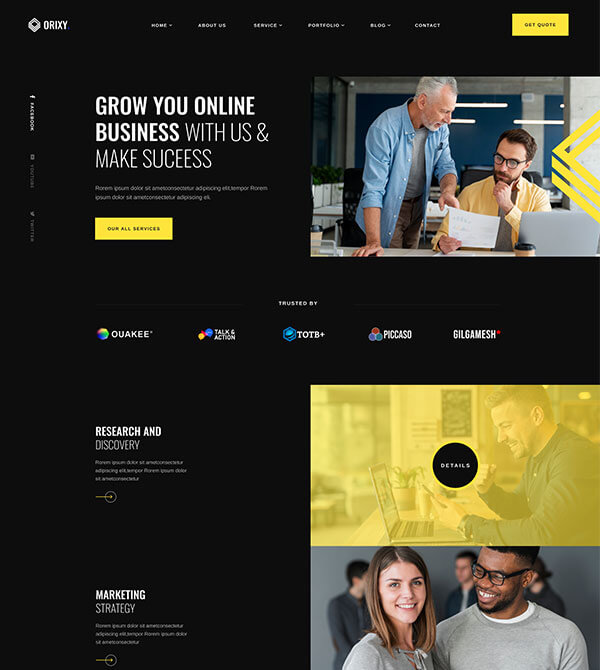 ORIXY.
HOME ABOUT US SERVICE PORTFOLIO BLOG CONTACT
GET QUOTE
FACEBOOK
YOUTUBE
TWITTER
GROW YOU ONLINE
BUSINESS WITH US &
MAKE SUCEESS
Rorem ipsum dolor sit ametconsectetur adipiscing elit,tempor Rorem
ipsum dolor sit ametconsectetur adipiscing eli.
OUR ALL SERVICES
TRUSTED BY
OUAKEE®
TALK &
ACTION
TOTB+
PICCASO
GILGAMESH*
RESEARCH AND
DISCOVERY
Rorem ipsum dolor sit ametconsectetur
adipiscing elit,tempor Rorem ipsum dolor
sit ametconsectetur
DETAILS
MARKETING
STRATEGY
Rorem ipsum dolor sit ametconsectetur
adipiscing elit,tempor Rorem ipsum dolor
sit ametconsectetur